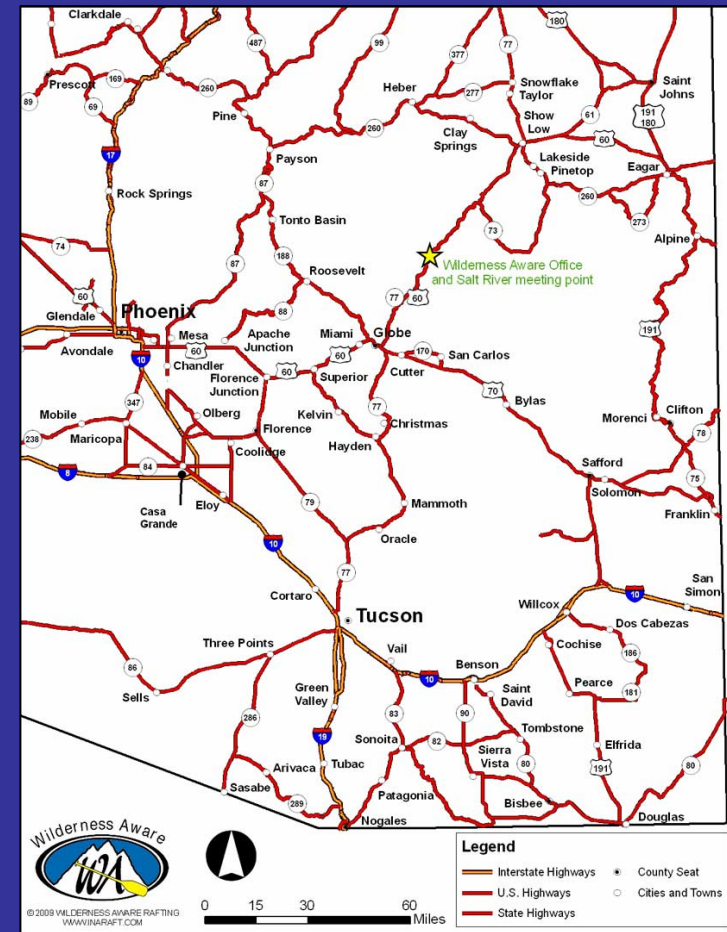 Clarkdale
180
487
99
77
377
Prescott
169
260
Heber
277
Snowflake
Taylor
Saint
Johns
89
69
Pine
260
Clay
Springs
Show
Low
61
191
180
17
Payson
60
Lakeside
Pinetop
Eagar
Rock Springs
87
260
273
Tonto Basin
73
Alpine
74
188
87
Wilderness Aware Office
and Salt River meeting point
Roosevelt
60
Glendale
Phoenix
88
77
60
191
Mesa
Apache
Junction
Miami
Globe
Avondale
60
60
170
San Carlos
10
Chandler
Cutter
Florence
Junction
60
Superior
70
347
Bylas
Mobile
Olberg
Kelvin
77
Christmas
Morenci
Clifton
238
Maricopa
Florence
Hayden
78
Coolidge
8
84
Safford
75
Solomon
Casa
Grande
Eloy
79
Mammoth
Franklin
10
Oracle
77
San
Simon
Cortaro
10
Willcox
Tucson
Dos Cabezas
Three Points
Vail
Cochise
186
86
Benson
10
Pearce
181
Sells
Green
Valley
Saint
David
286
83
90
19
Sonoita
82
Tombstone
Elfrida
Arivaca
Tubac
Sierra
Vista
80
191
80
Sasabe
289
Patagonia
Bisbee
Nogales
Douglas
Wilderness Aware
WA
© 2009 WILDERNESS AWARE RAFTING
WWW.INARAFT.COM
0 15 30 60
Miles
Legend
Interstate Highways
County Seat
U.S. Highways
Cities and Towns
State Highways